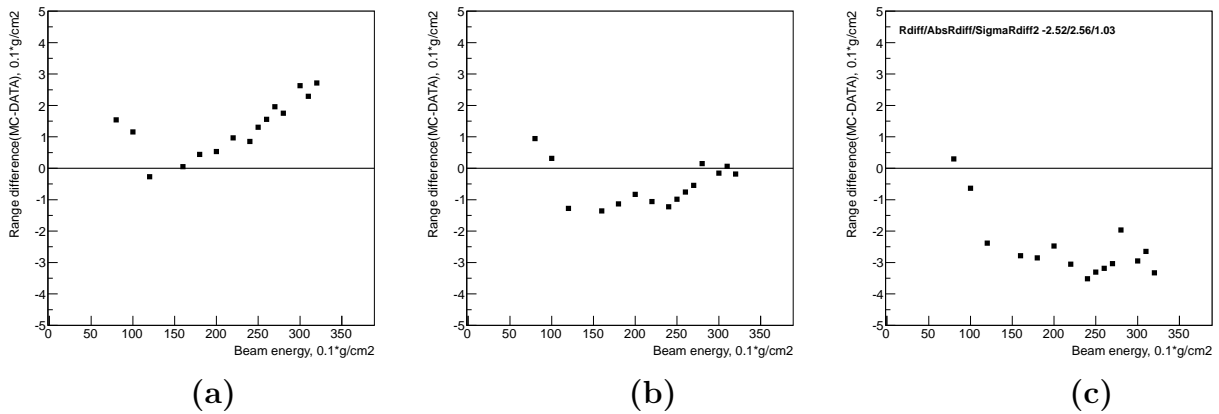 Range difference(MC-DATA), 0.1*g/cm2
5
4
3
2
1
0
-1
-2
-3
-4
-5
0 50 100 150 200 250 300 350
Beam energy, 0.1*g/cm2
(a)
Range difference(MC-DATA), 0.1*g/cm2
5
4
3
2
1
0
-1
-2
-3
-4
-5
0 50 100 150 200 250 300 350
Beam energy, 0.1*g/cm2
(b)
Range difference(MC-DATA), 0.1*g/cm2
5
4
3
2
1
0
-1
-2
-3
-4
-5
Rdiff/AbsRdiff/SigmaRdiff2 -2.52/2.56/1.03
0 50 100 150 200 250 300 350
Beam energy, 0.1*g/cm2
(c)